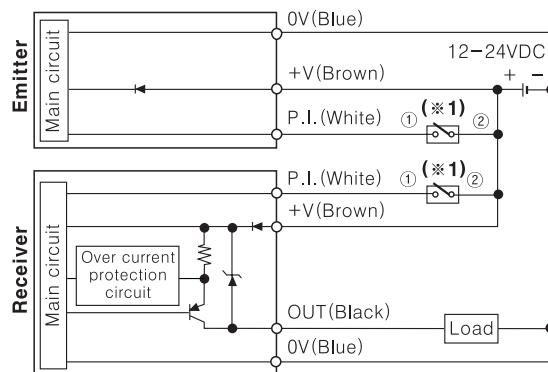 Emitter
Main circuit
0V(Blue)
12-24VDC
+ -
+V(Brown)
P.I.(White)
① (※1) ②
Receiver
Main circuit
P.I.(White)
① (※1) ②
+V(Brown)
Over current
protection
circuit
OUT(Black)
Load
0V(Blue)